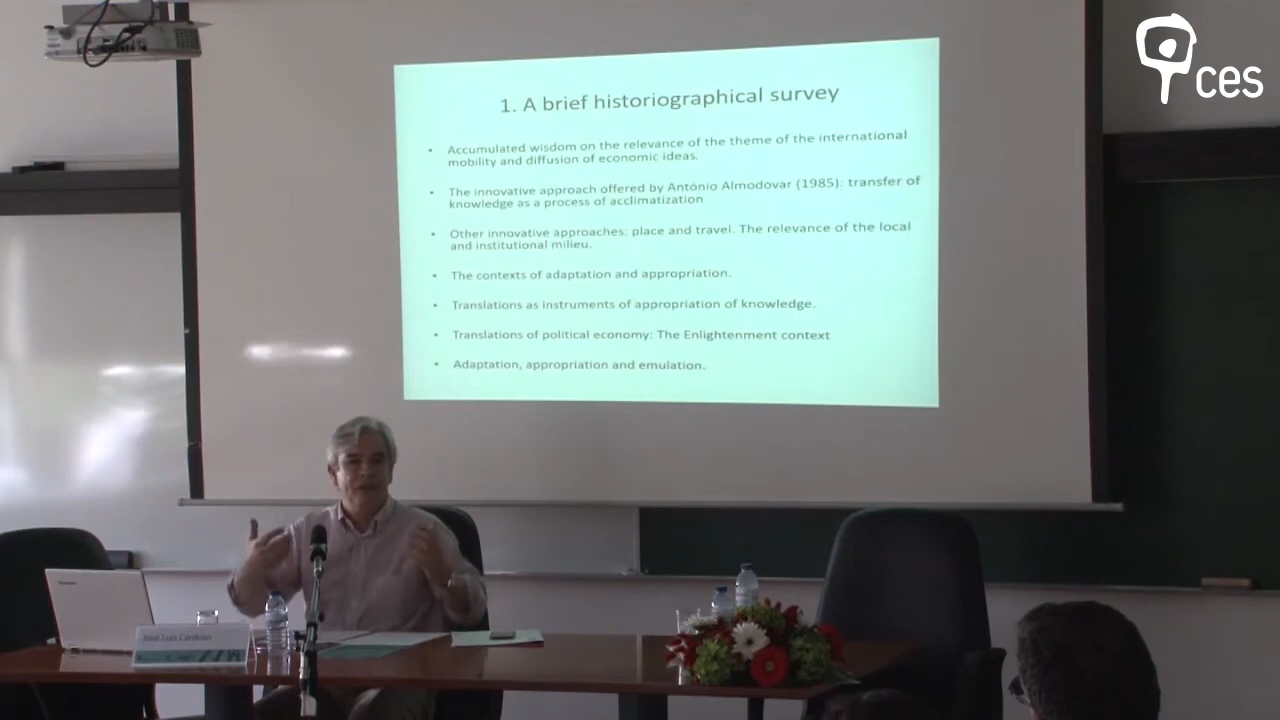 ces
1. A brief historiographical survey
• Accumulated wisdom on the relevance of the theme of the international
mobility and diffusion of economic ideas.
• The innovative approach offered by António Almodovar (1985): transfer of
knowledge as a process of acclimatization
• Other innovative approaches: place and travel. The relevance of the local
and institutional milieu.
• The contexts of adaptation and appropriation.
• Translations as instruments of appropriation of knowledge.
• Translations of political economy: The Enlightenment context
• Adaptation, appropriation and emulation.
José Luís Cardoso